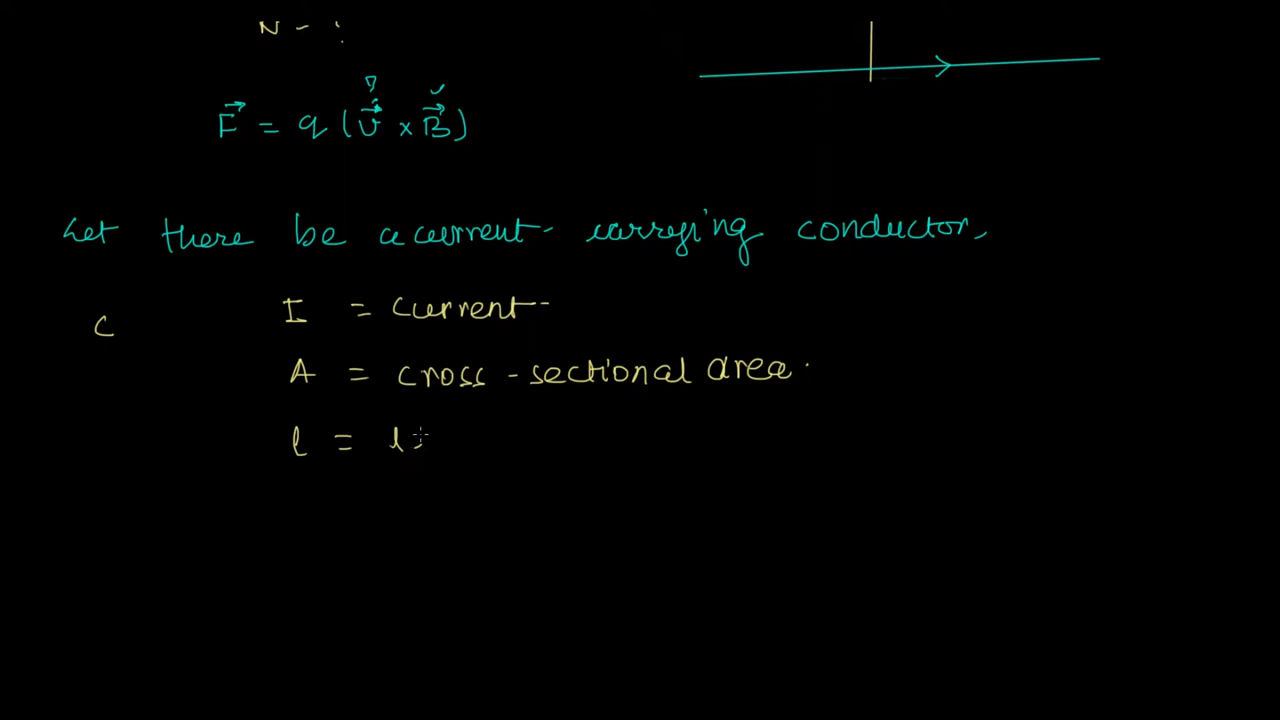 N - :
F⃗ = q (v⃗ × B⃗)
Let there be a current - carrying conductor,
I = current -
C
A = cross - sectional area .
l = l